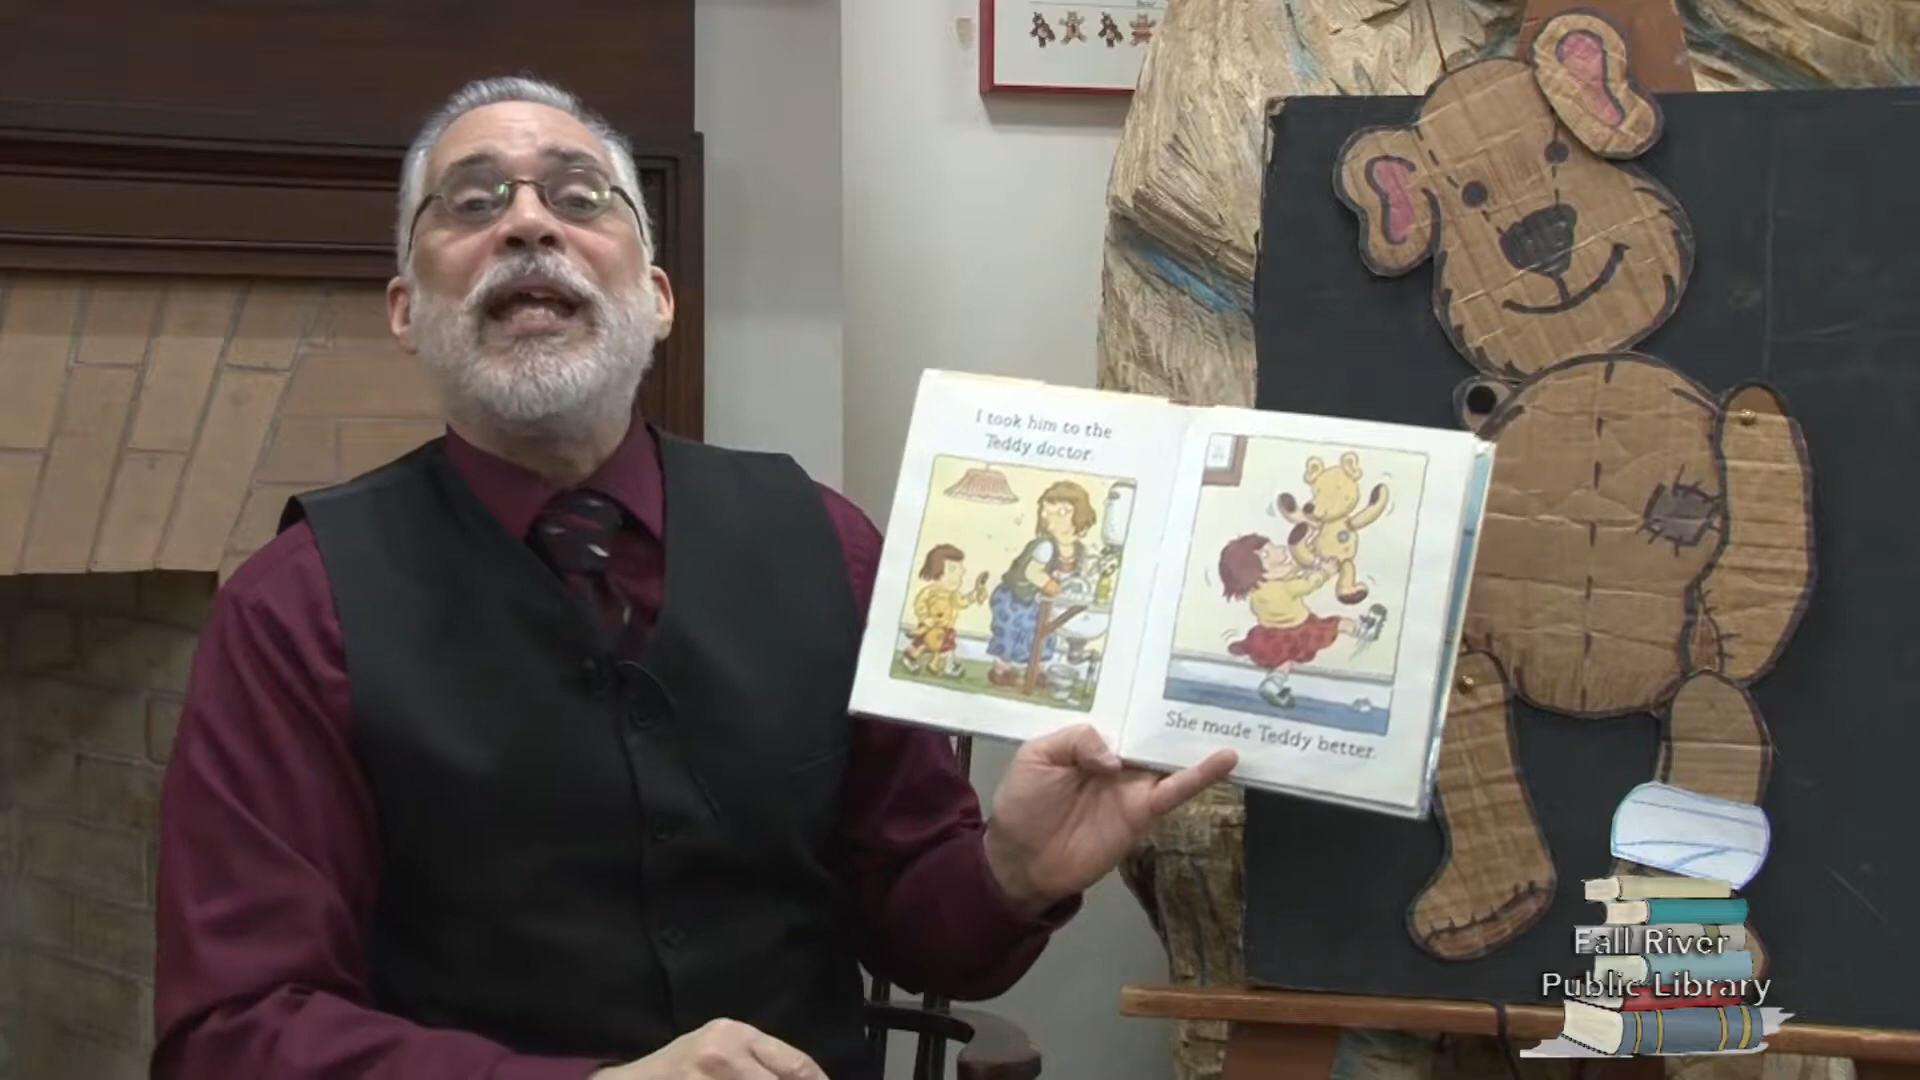 I took him to the
Teddy doctor.
She made Teddy better.
Fall River
Public Library